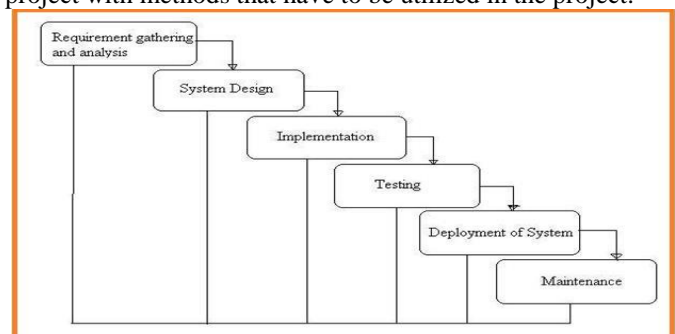 project with methods that have to be utilized in the project.
Requirement gathering
and analysis
System Design
Implementation
Testing
Deployment of System
Maintenance